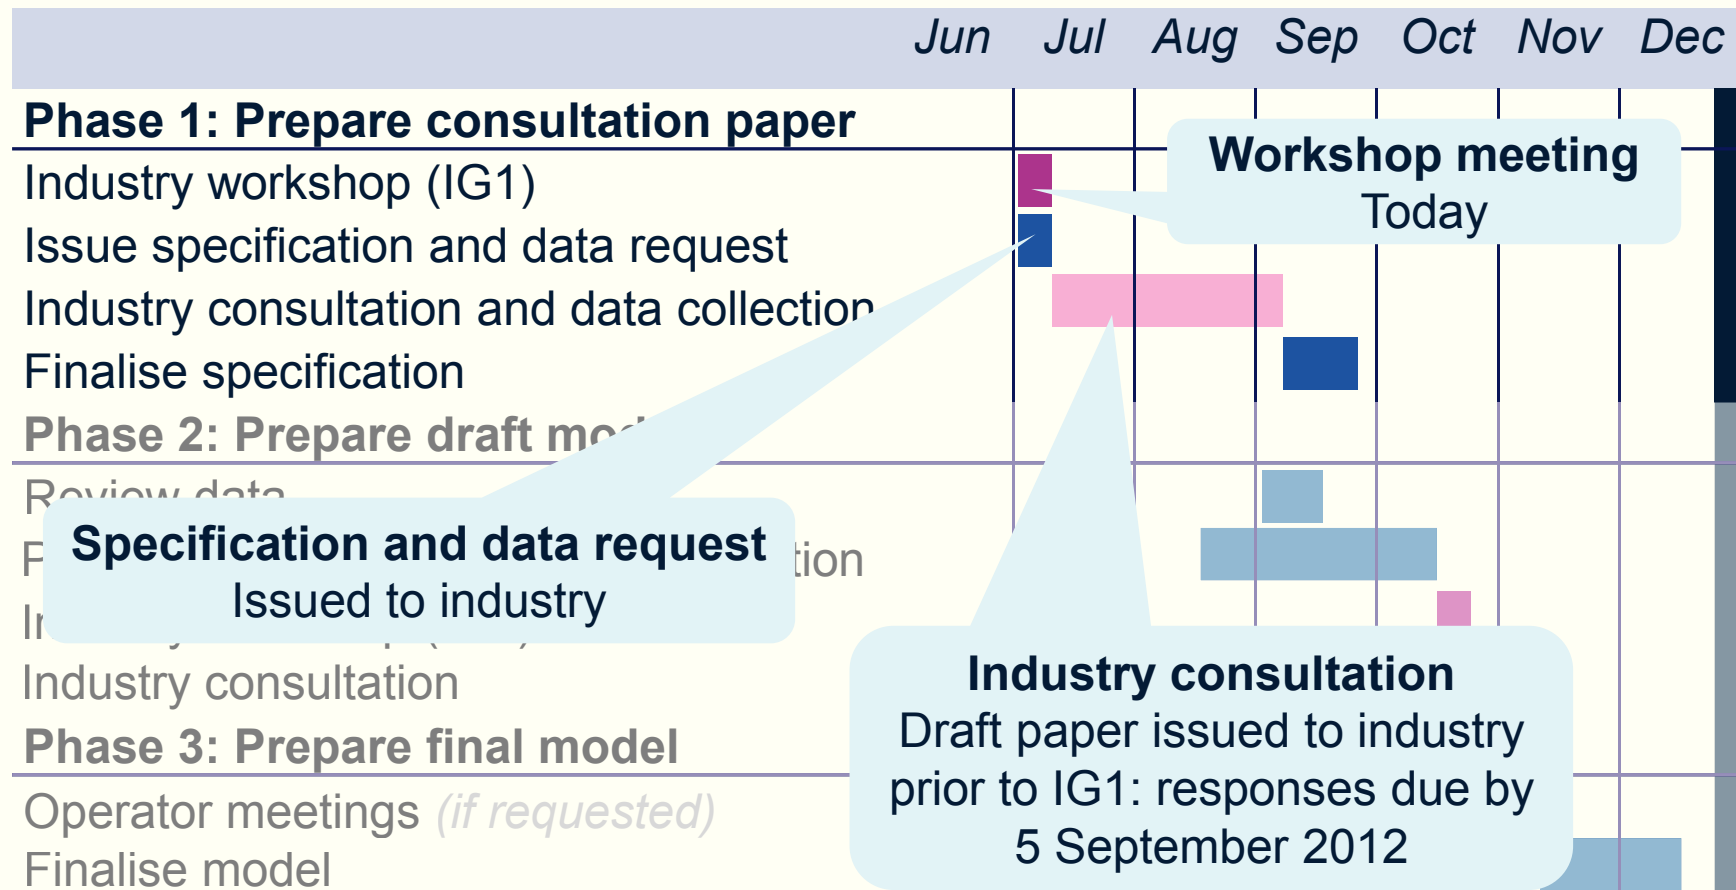 Jun Jul Aug Sep Oct Nov Dec
Phase 1: Prepare consultation paper
Industry workshop (IG1)
Issue specification and data request
Industry consultation and data collection
Finalise specification
Workshop meeting
Today
Phase 2: Prepare draft
Review data
Specification and data request
Issued to industry
Industry consultation
Phase 3: Prepare final model
Operator meetings (if requested)
Finalise model
Industry consultation
Draft paper issued to industry
prior to IG1: responses due by
5 September 2012